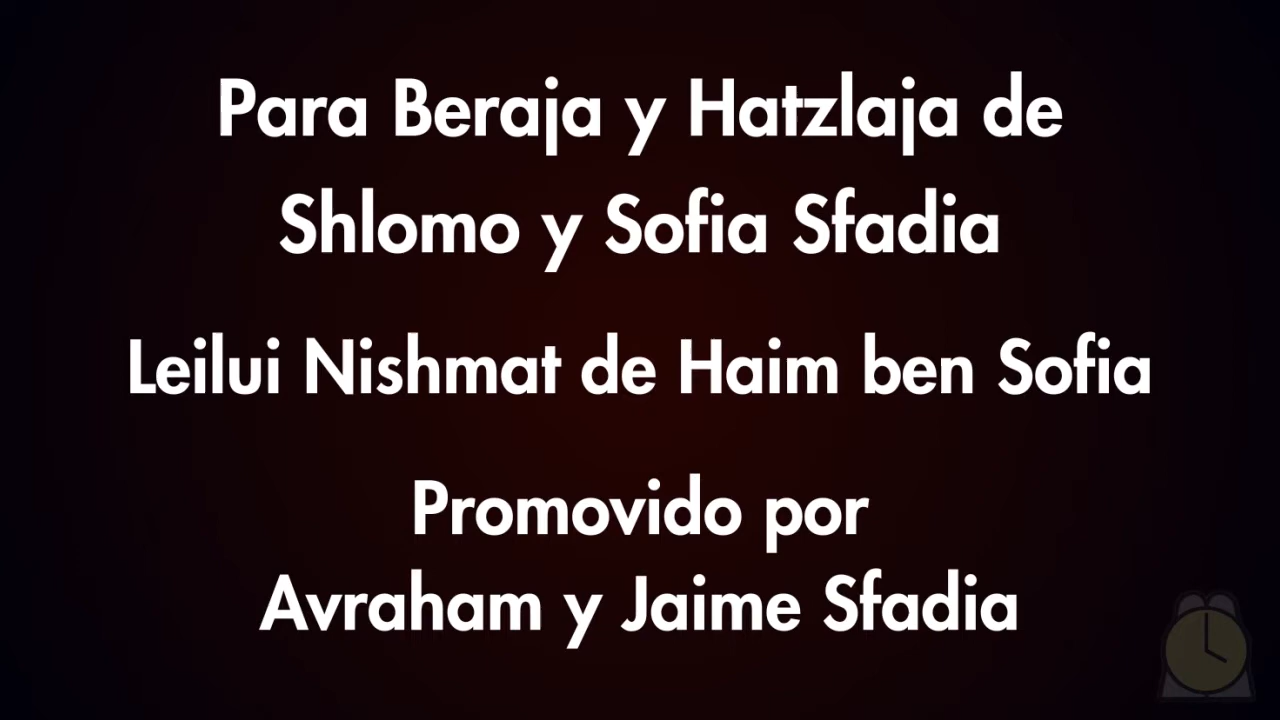 Para Beraja y Hatzlaja de
Shlomo y Sofia Sfadia
Leilui Nishmat de Haim ben Sofia
Promovido por
Avraham y Jaime Sfadia